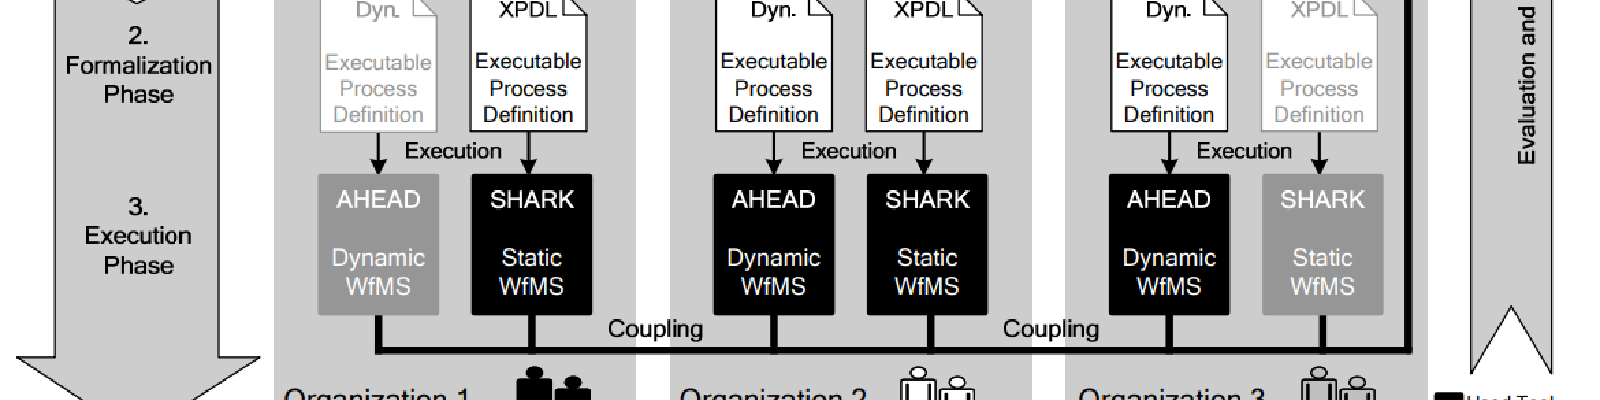 Dyn.
XPDL
Dyn.
XPDL
Dyn.
XPDL
2.
Formalization
Phase
Executable
Process
Definition
Executable
Process
Definition
Executable
Process
Definition
Executable
Process
Definition
Executable
Process
Definition
Executable
Process
Definition
Evaluation and
Execution
Execution
Execution
3.
Execution
Phase
AHEAD
Dynamic
WfMS
SHARK
Static
WfMS
AHEAD
Dynamic
WfMS
SHARK
Static
WfMS
AHEAD
Dynamic
WfMS
SHARK
Static
WfMS
Coupling
Coupling
Organization 1
Organization 2
Organization 3
Used Tool